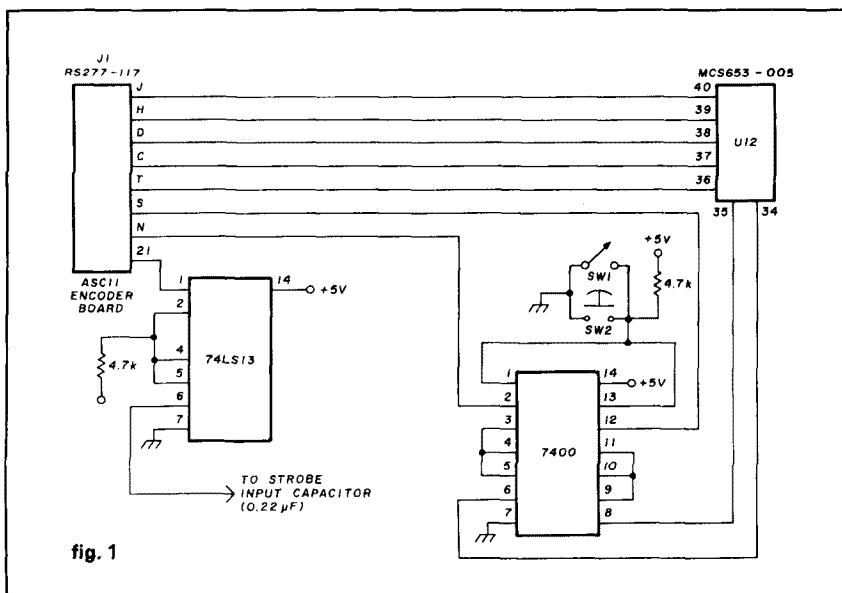 J1
RS277-117
J
H
D
C
T
S
N
21
ASCII
ENCODER
BOARD
MCS653-005
40
39
38
37
36
U12
35
34
1
2
4
5
6
7
14
+5V
74LS13
4.7k
TO STROBE
INPUT CAPACITOR
(0.22 µF)
SW1
SW2
+5V
4.7k
1
2
3
4
5
6
7
14
13
12
11
10
9
8
+5V
7400
fig. 1